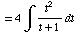 = 4 ∫ t² / (t + 1) dt